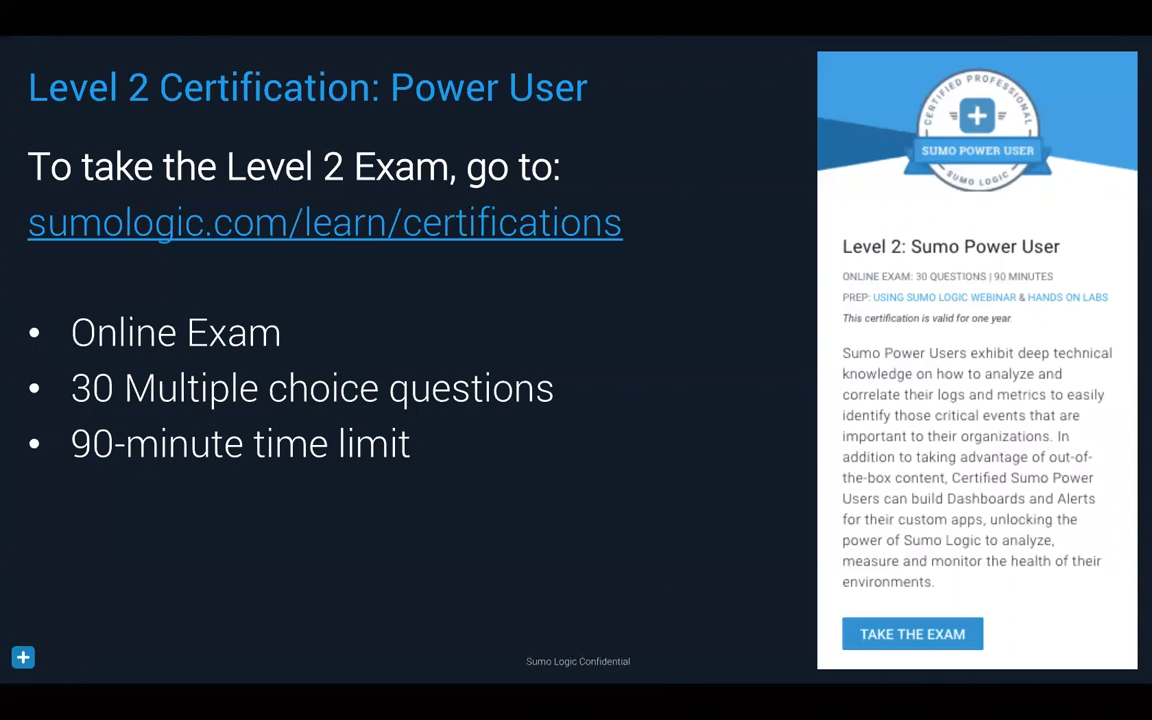 Level 2 Certification: Power User
To take the Level 2 Exam, go to:
sumologic.com/learn/certifications
• Online Exam
• 30 Multiple choice questions
• 90-minute time limit
Sumo Logic Confidential
CERTIFIED PROFESSIONAL
SUMO POWER USER
SUMO LOGIC
Level 2: Sumo Power User
ONLINE EXAM: 30 QUESTIONS | 90 MINUTES
PREP: USING SUMO LOGIC WEBINAR & HANDS ON LABS
This certification is valid for one year.
Sumo Power Users exhibit deep technical
knowledge on how to analyze and
correlate their logs and metrics to easily
identify those critical events that are
important to their organizations. In
addition to taking advantage of out-of-
the-box content, Certified Sumo Power
Users can build Dashboards and Alerts
for their custom apps, unlocking the
power of Sumo Logic to analyze,
measure and monitor the health of their
environments.
TAKE THE EXAM